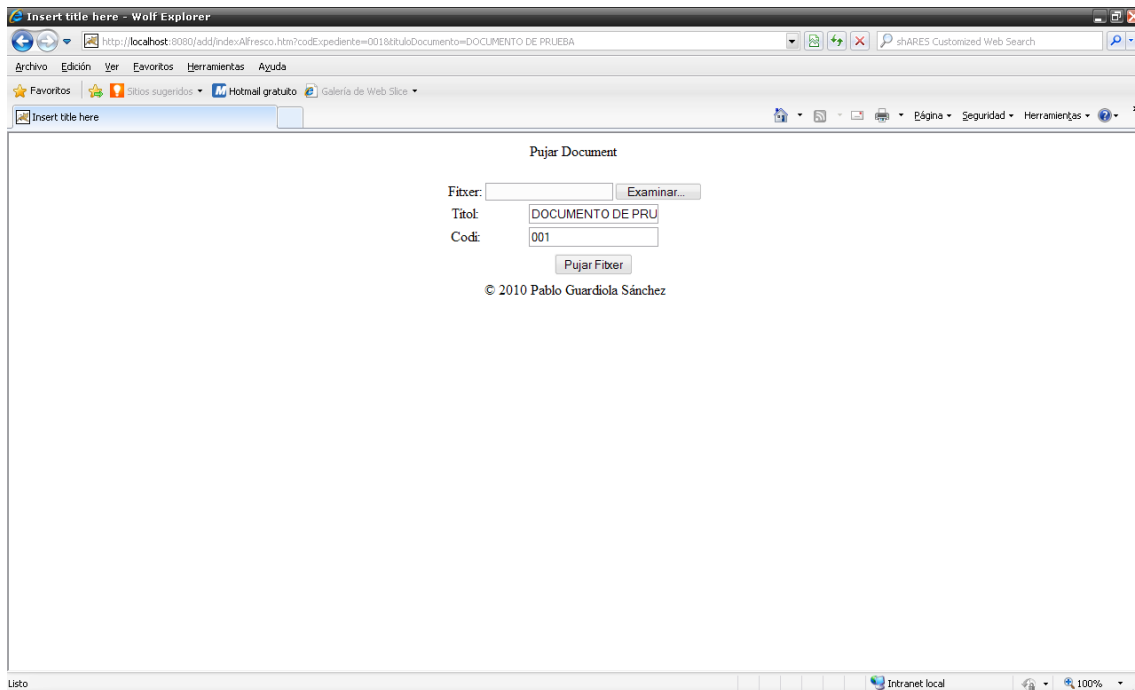 Insert title here - Wolf Explorer
http://localhost:8080/add/indexAlfresco.htm?codExpediente=001&tituloDocumento=DOCUMENTO DE PRUEBA
shARES Customized Web Search
Archivo Edición Ver Favoritos Herramientas Ayuda
Favoritos Sitios sugeridos Hotmail gratuito Galería de Web Slice
Insert title here
Página Seguridad Herramientas
Pujar Document
Fitxer: Examinar...
Titol: DOCUMENTO DE PRU
Codi: 001
Pujar Fitxer
© 2010 Pablo Guardiola Sánchez
Listo Intranet local 100%